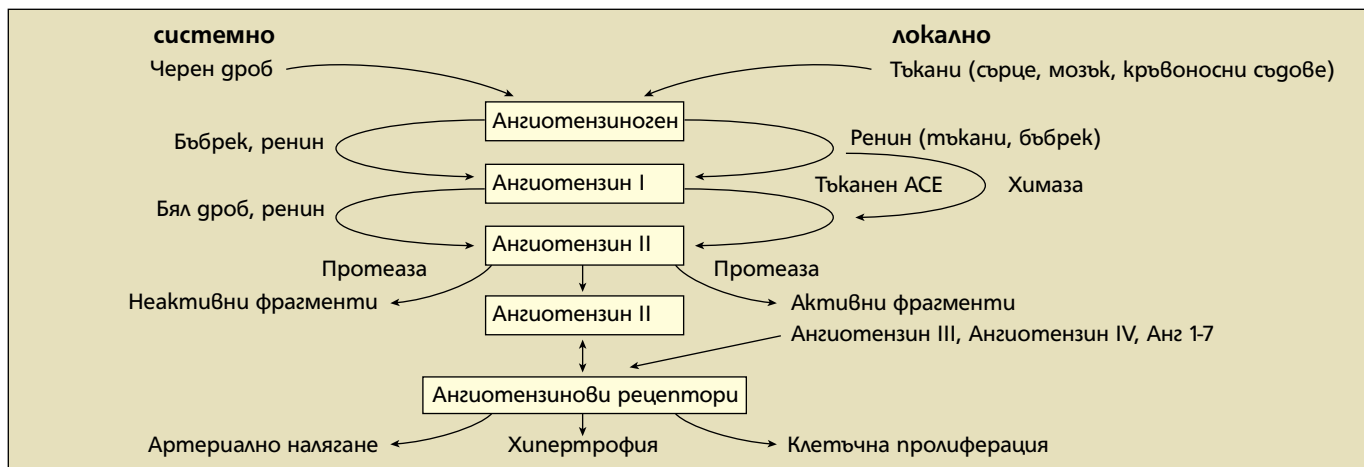 системно локално
Черен дроб Тъкани (сърце, мозък, кръвоносни съдове)
Ангиотензиноген
Бъбрек, ренин Ренин (тъкани, бъбрек)
Ангиотензин I Тъканен ACE Химаза
Бял дроб, ренин
Ангиотензин II
Протеаза Протеаза
Неактивни фрагменти Активни фрагменти
Ангиотензин II
Ангиотензин III, Ангиотензин IV, Анг 1-7
Ангиотензинови рецептори
Артериално налягане Хипертрофия Клетъчна пролиферация